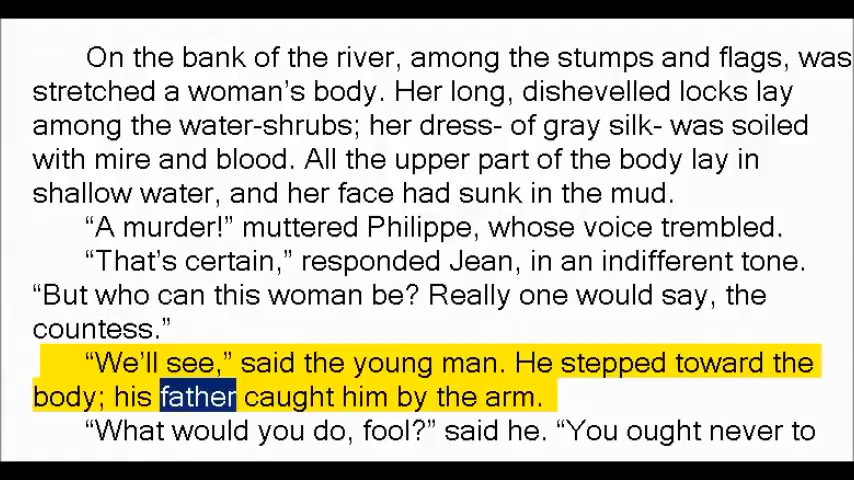 On the bank of the river, among the stumps and flags, was
stretched a woman’s body. Her long, dishevelled locks lay
among the water-shrubs; her dress- of gray silk- was soiled
with mire and blood. All the upper part of the body lay in
shallow water, and her face had sunk in the mud.
“A murder!” muttered Philippe, whose voice trembled.
“That’s certain,” responded Jean, in an indifferent tone.
“But who can this woman be? Really one would say, the
countess.”
“We’ll see,” said the young man. He stepped toward the
body; his father caught him by the arm.
“What would you do, fool?” said he. “You ought never to